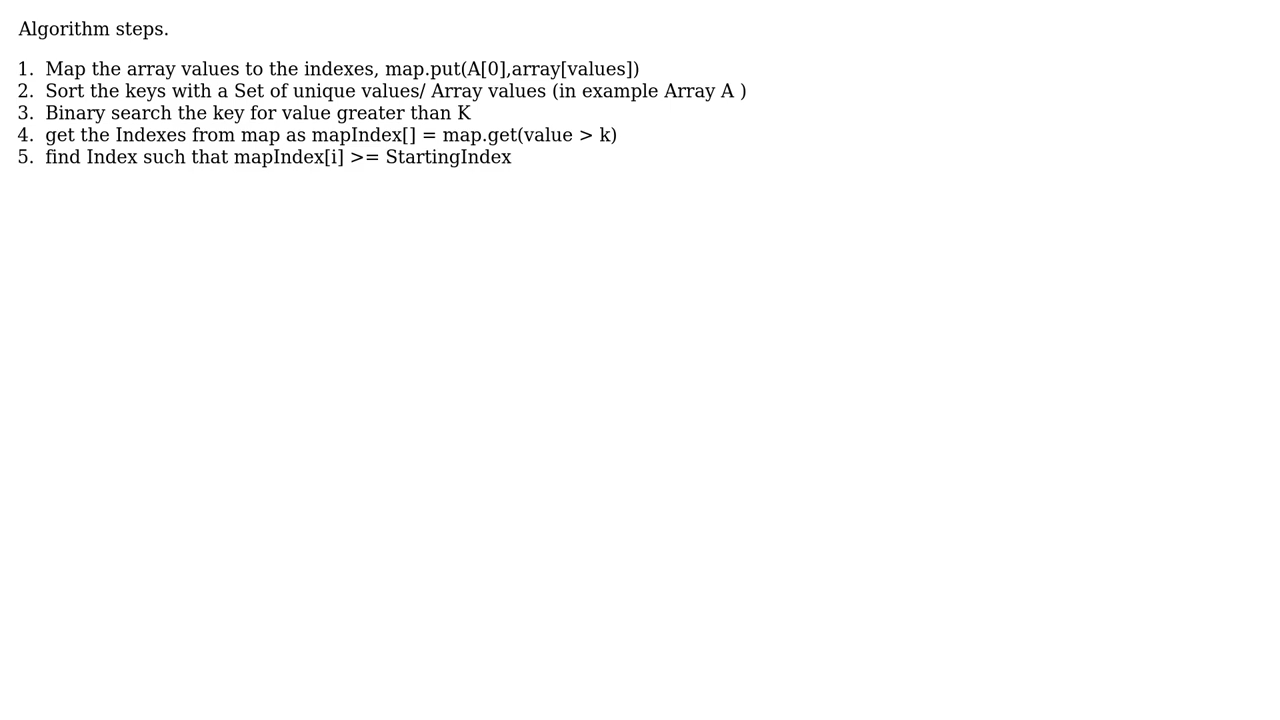 Algorithm steps.
1. Map the array values to the indexes, map.put(A[0],array[values])
2. Sort the keys with a Set of unique values/ Array values (in example Array A )
3. Binary search the key for value greater than K
4. get the Indexes from map as mapIndex[] = map.get(value > k)
5. find Index such that mapIndex[i] >= StartingIndex